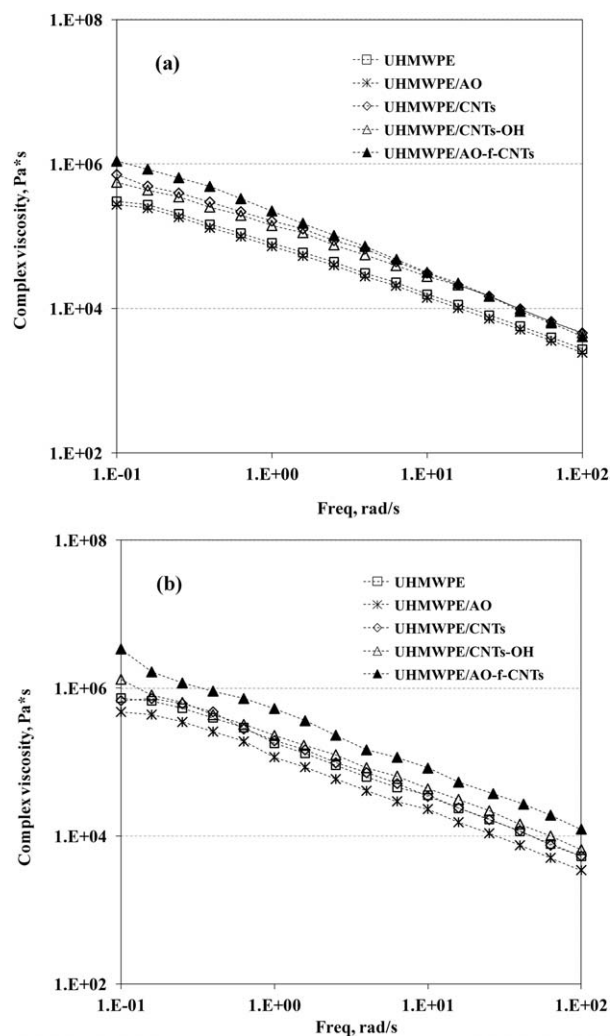 1.E+08
(a)
UHMWPE
UHMWPE/AO
UHMWPE/CNTs
UHMWPE/CNTs-OH
UHMWPE/AO-f-CNTs
1.E+06
Complex viscosity, Pa*s
1.E+04
1.E+02
1.E-01 1.E+00 1.E+01 1.E+02
Freq, rad/s
1.E+08
(b)
UHMWPE
UHMWPE/AO
UHMWPE/CNTs
UHMWPE/CNTs-OH
UHMWPE/AO-f-CNTs
1.E+06
Complex viscosity, Pa*s
1.E+04
1.E+02
1.E-01 1.E+00 1.E+01 1.E+02
Freq, rad/s